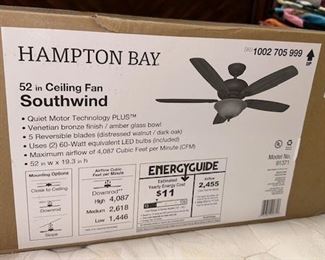 HAMPTON BAY
SKU 1002 705 999
UP
52 in Ceiling Fan
Southwind
• Quiet Motor Technology PLUS™
• Venetian bronze finish / amber glass bowl
• 5 Reversible blades (distressed walnut / dark oak)
• Uses (2) 60-Watt equivalent LED bulbs (included)
• Maximum airflow of 4,087 Cubic Feet per Minute (CFM)
• 52 in W x 19.3 in H
Model No.
91371
Mounting Options
Close to Ceiling
Downrod
Slope
Airflow Cubic
Feet per Minute
Downrod
High 4,087
Medium 2,618
Low 1,446
ENERGYGUIDE
Estimated
Yearly Energy Cost
$11
Airflow
2,455